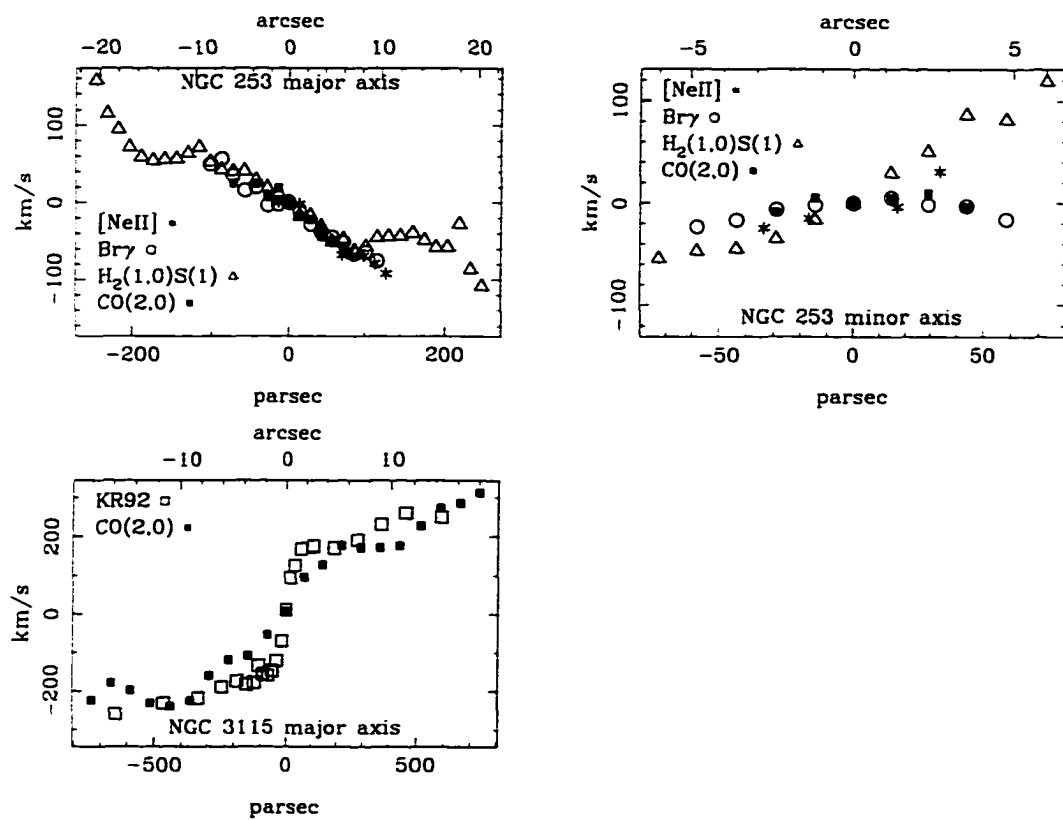 arcsec
-20 -10 0 10 20
NGC 253 major axis
100
0
-100
km/s
[NeII]
Brγ
H₂(1.0)S(1)
CO(2,0)
-200 0 200
parsec
arcsec
-5 0 5
[NeII]
Brγ
H₂(1.0)S(1)
CO(2,0)
100
0
-100
km/s
NGC 253 minor axis
-50 0 50
parsec
arcsec
-10 0 10
KR92
CO(2,0)
200
0
-200
km/s
NGC 3115 major axis
-500 0 500
parsec